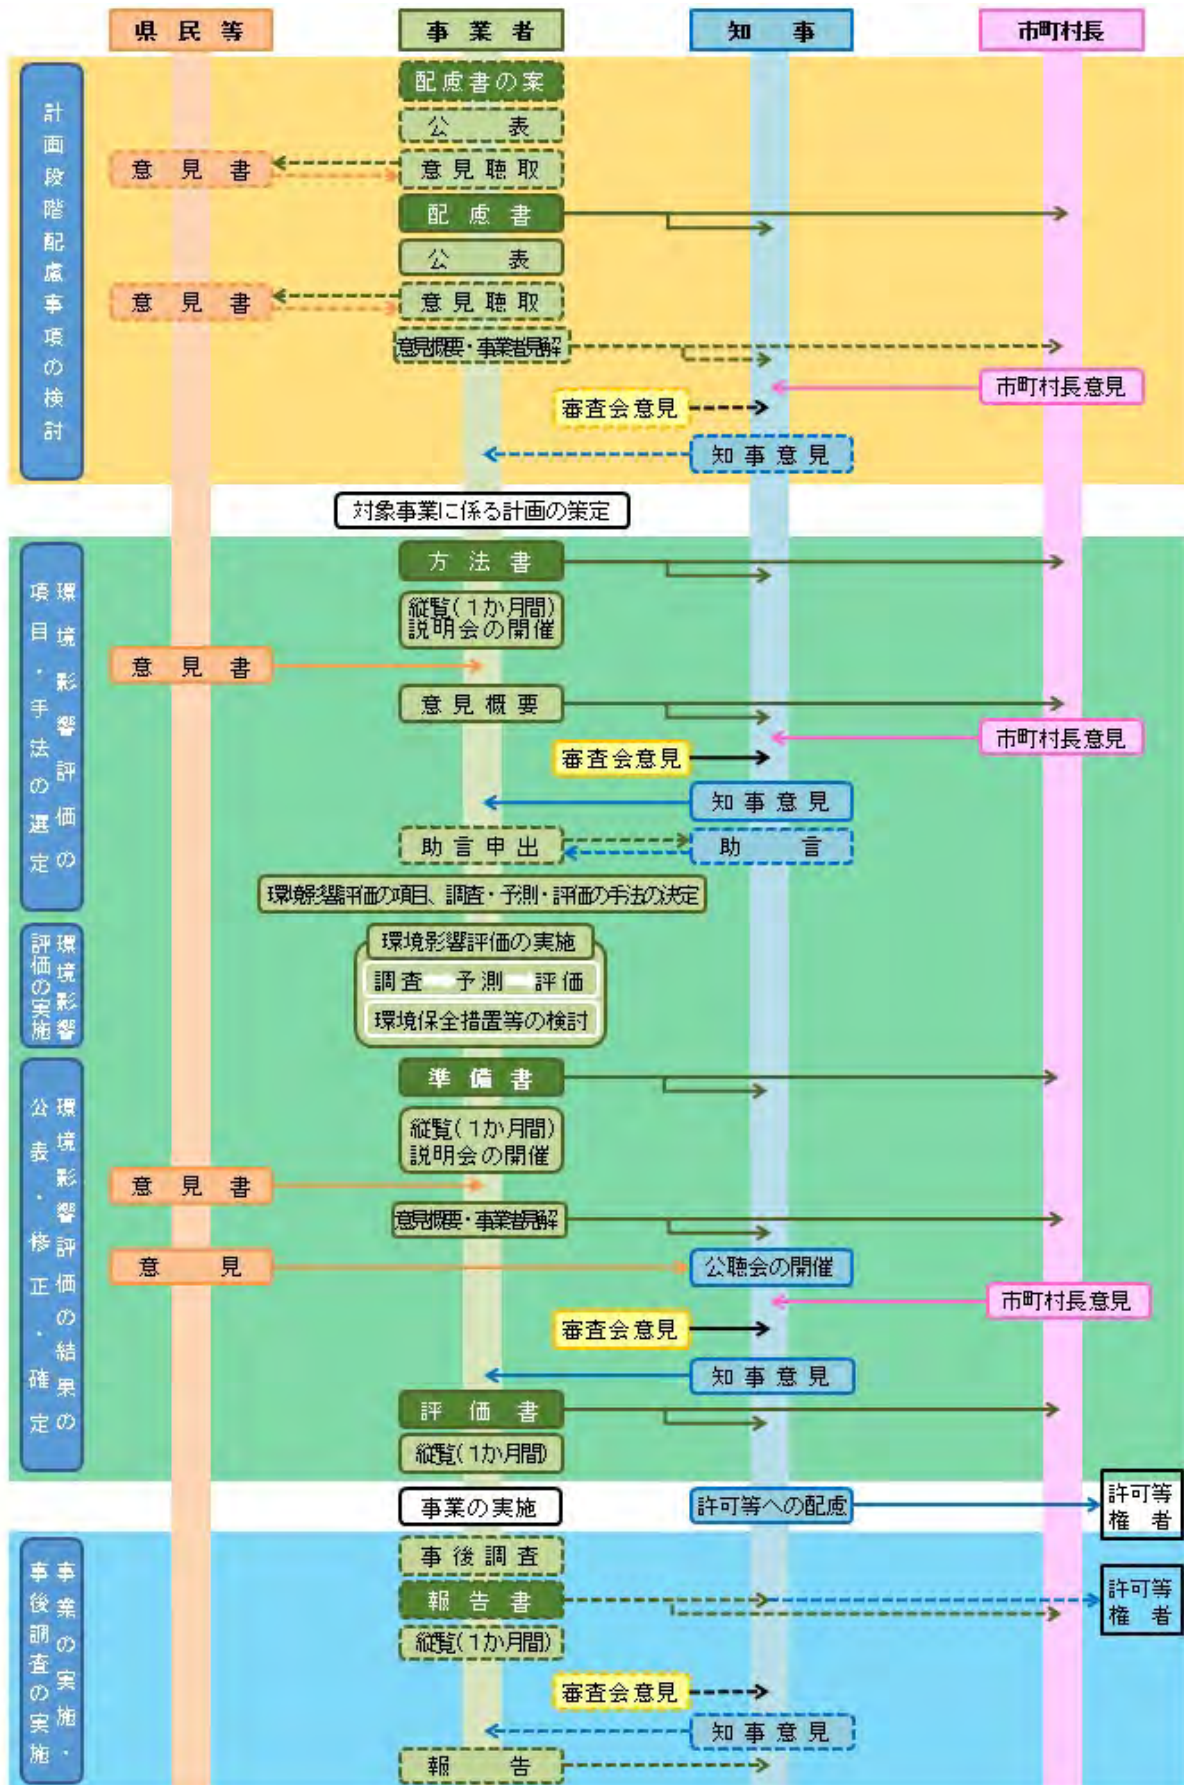 県民等
事業者
知事
市町村長
計画段階配慮事項の検討
配慮書の案
公表
意見書
意見聴取
配慮書
公表
意見書
意見聴取
意見概要・事業者見解
市町村長意見
審査会意見
知事意見
対象事業に係る計画の策定
環境影響評価の
項目・手法の選定
方法書
縦覧(1か月間)
説明会の開催
意見書
意見概要
市町村長意見
審査会意見
知事意見
助言申出
助言
環境影響評価の項目、調査・予測・評価の手法の決定
環境影響
評価の実施
環境影響評価の実施
調査 予測 評価
環境保全措置等の検討
環境影響評価の結果の
公表・修正・確定
準備書
縦覧(1か月間)
説明会の開催
意見書
意見概要・事業者見解
意見
公聴会の開催
市町村長意見
審査会意見
知事意見
評価書
縦覧(1か月間)
事業の実施
許可等への配慮
許可等
権者
事業の実施・
事後調査の実施
事後調査
報告書
許可等
権者
縦覧(1か月間)
審査会意見
知事意見
報告